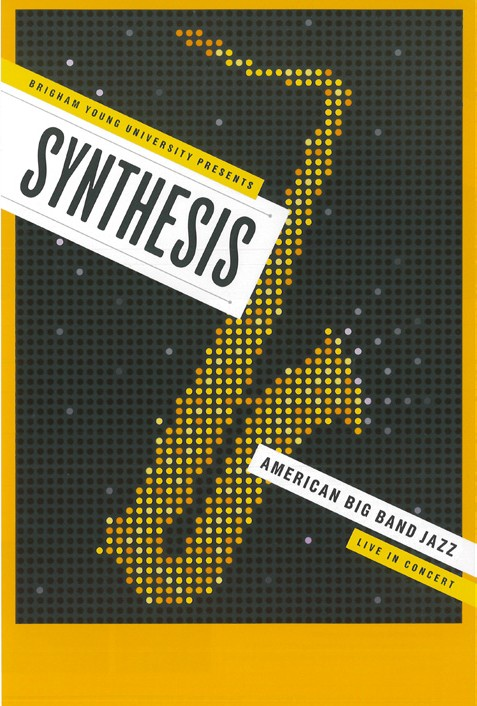 BRIGHAM YOUNG UNIVERSITY PRESENTS
SYNTHESIS
AMERICAN BIG BAND JAZZ
LIVE IN CONCERT